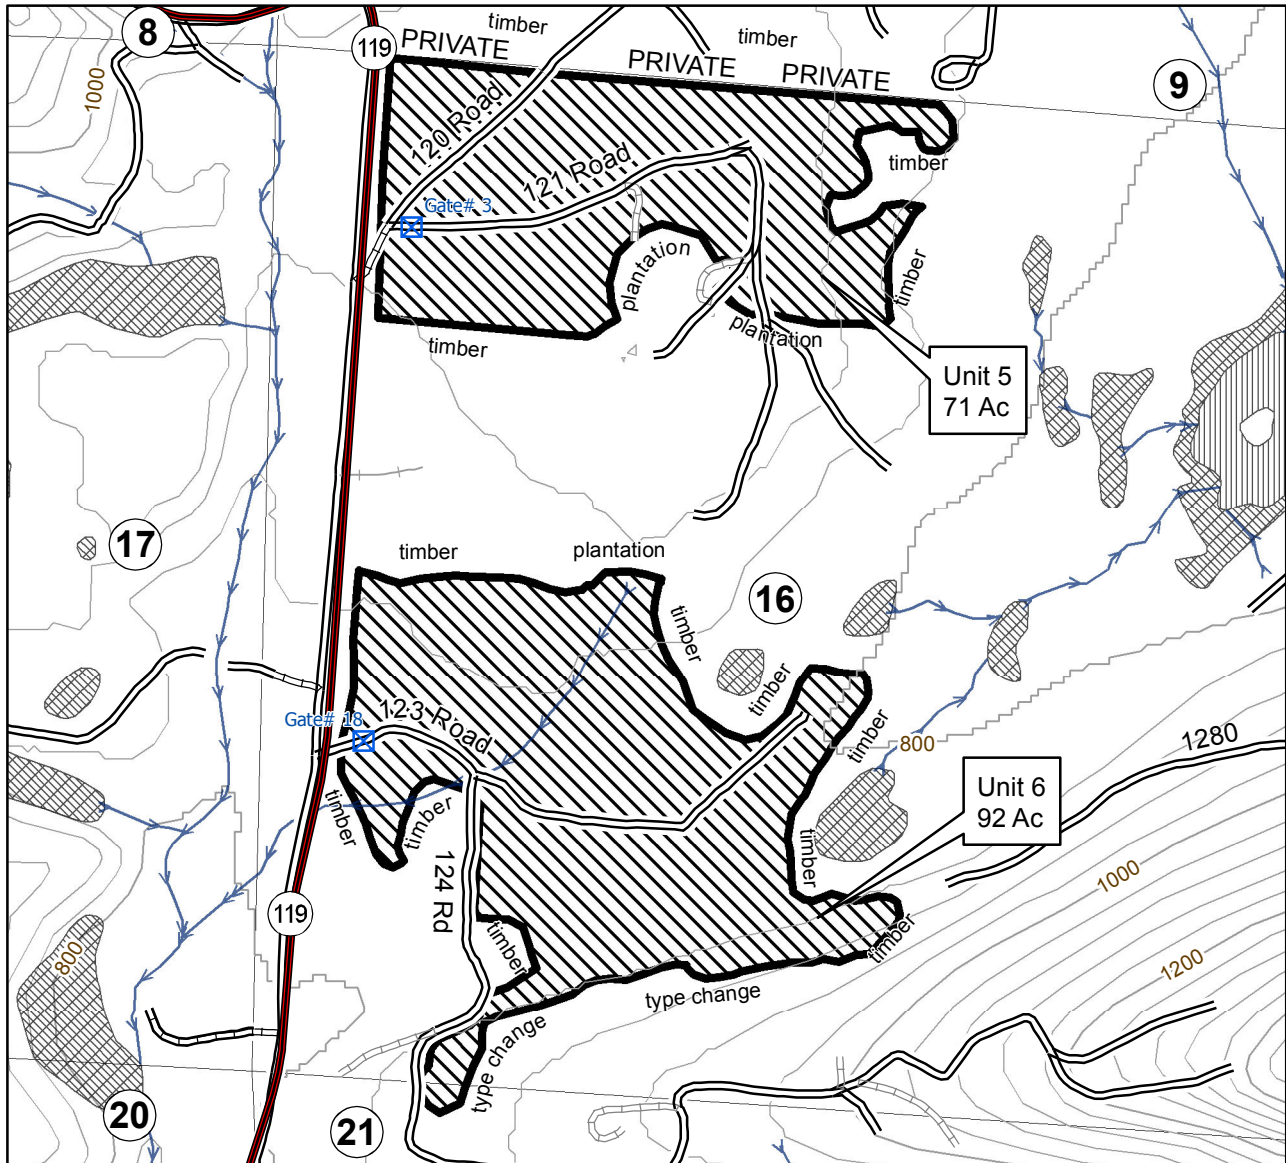 8
timber
timber
119
PRIVATE
PRIVATE
PRIVATE
9
1000
120 Road
121 Road
timber
Gate# 3
plantation
timber
plantation
timber
Unit 5
71 Ac
17
timber
plantation
16
timber
timber
Gate# 18
123 Road
timber
800
1280
Unit 6
92 Ac
timber
timber
timber
124 Rd
1000
119
timber
timber
800
1200
type change
type change
20
21